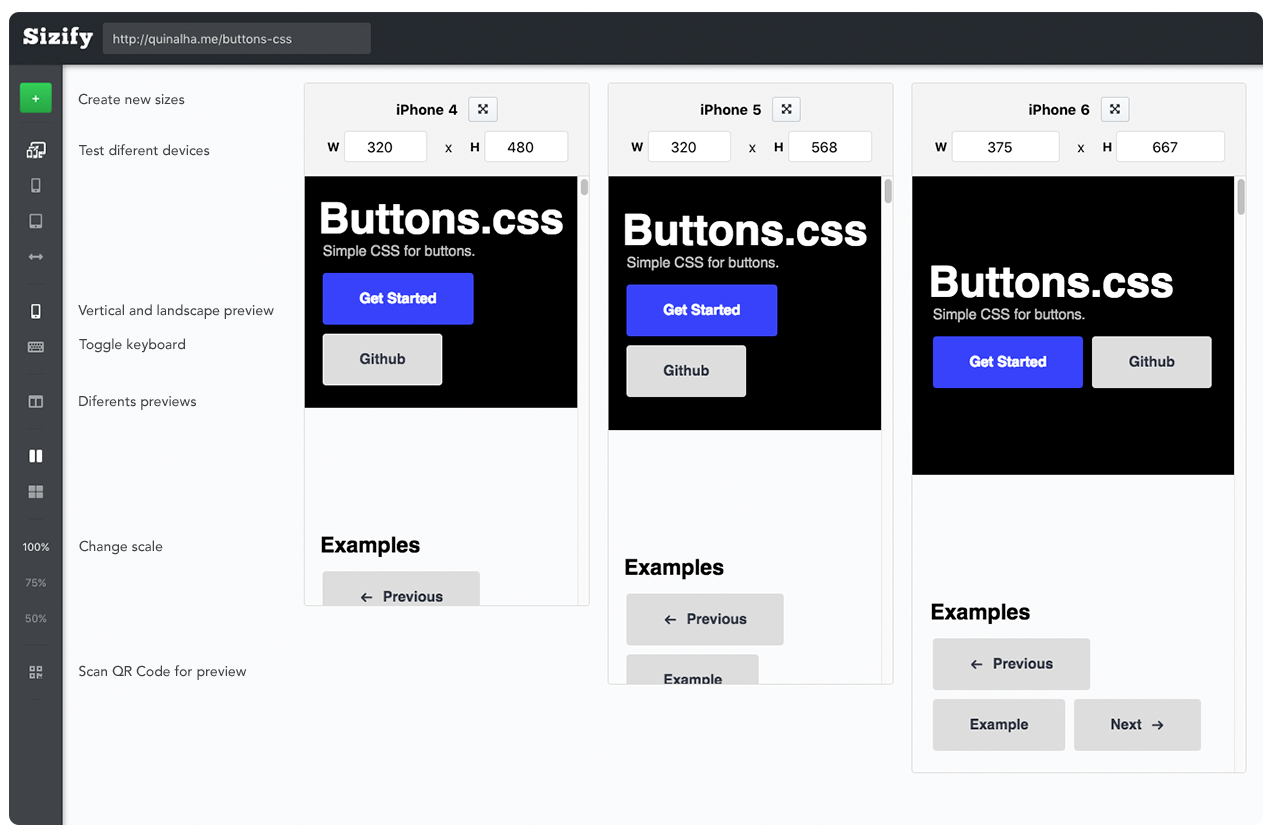 Sizify
http://quinalha.me/buttons-css
+
Create new sizes
Test diferent devices
Vertical and landscape preview
Toggle keyboard
Diferents previews
100%
Change scale
75%
50%
Scan QR Code for preview
iPhone 4
W 320 x H 480
Buttons.css
Simple CSS for buttons.
Get Started
Github
Examples
← Previous
iPhone 5
W 320 x H 568
Buttons.css
Simple CSS for buttons.
Get Started
Github
Examples
← Previous
Example
iPhone 6
W 375 x H 667
Buttons.css
Simple CSS for buttons.
Get Started Github
Examples
← Previous
Example Next →